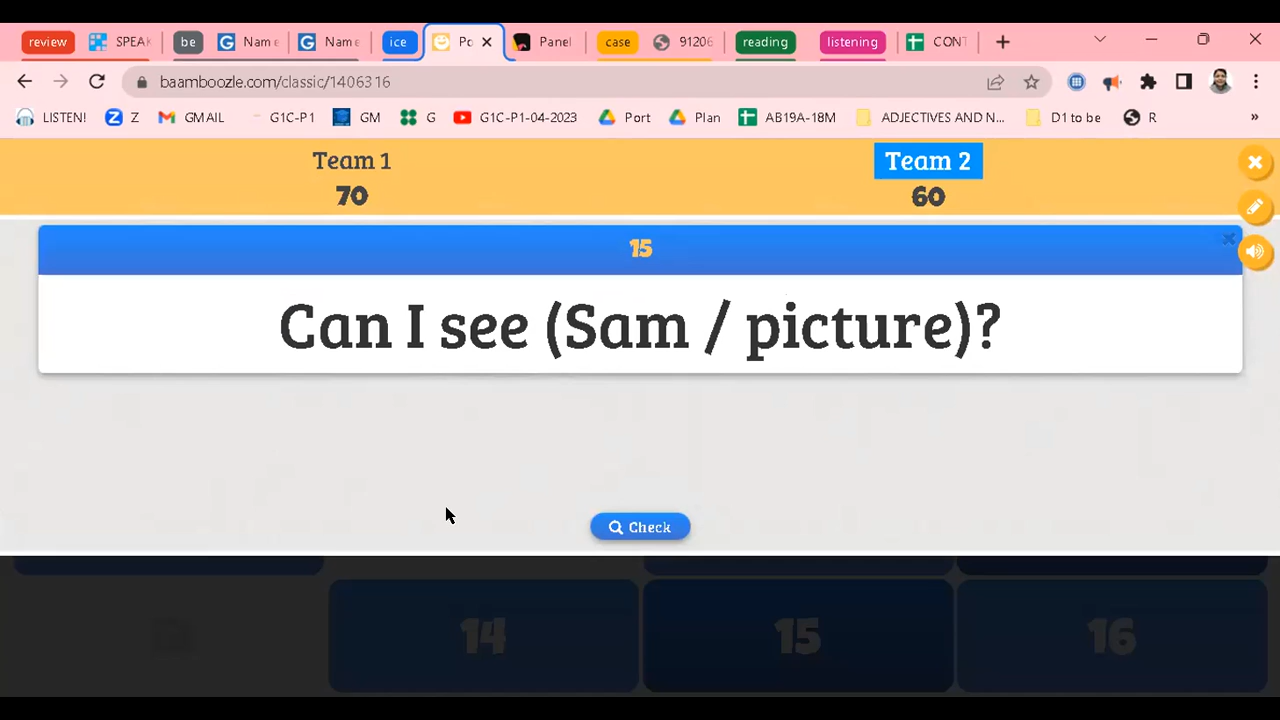 review SPEAK be Name Name ice Po Panel case 91206 reading listening CONT
baamboozle.com/classic/1406316
LISTEN! Z GMAIL G1C-P1 GM G G1C-P1-04-2023 Port Plan AB19A-18M ADJECTIVES AND N... D1 to be R »
Team 1 Team 2
70 60
15
Can I see (Sam / picture)?
Check
14 15 16